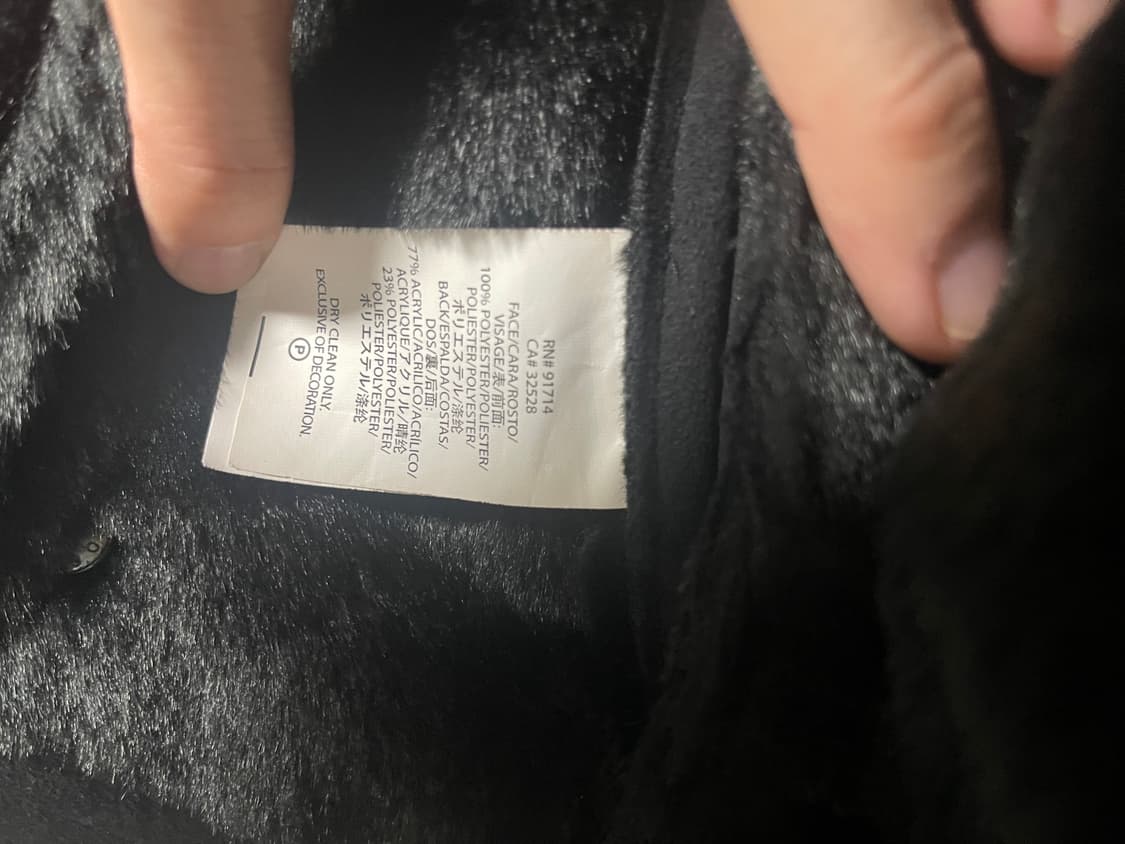 RN# 91714
CA# 32528
FACE/CARA/ROSTO/
VISAGE/表/前面:
100% POLYESTER/POLIESTER/
POLIESTER/POLYESTER/
ポリエステル/涤纶
BACK/ESPALDA/COSTAS/
DOS/裏/后面:
77% ACRYLIC/ACRILICO/ACRILICO/
ACRYLIQUE/アクリル/晴纶
23% POLYESTER/POLIESTER/
POLIESTER/POLYESTER/
ポリエステル/涤纶
DRY CLEAN ONLY.
EXCLUSIVE OF DECORATION.
P